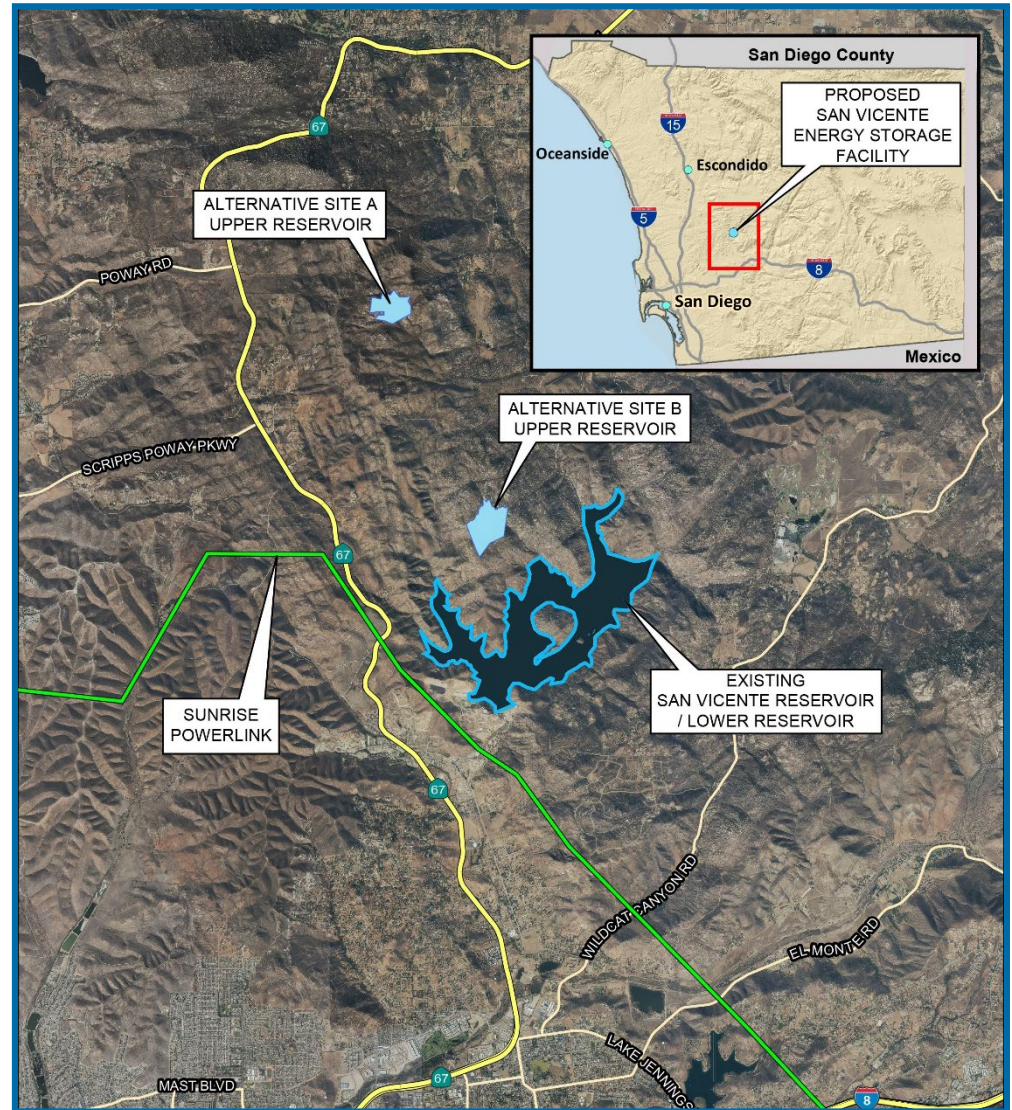 67
San Diego County
PROPOSED
SAN VICENTE
ENERGY STORAGE
FACILITY
15
Oceanside
Escondido
5
8
San Diego
Mexico
ALTERNATIVE SITE A
UPPER RESERVOIR
POWAY RD
ALTERNATIVE SITE B
UPPER RESERVOIR
SCRIPPS POWAY PKWY
67
EXISTING
SAN VICENTE RESERVOIR
/ LOWER RESERVOIR
SUNRISE
POWERLINK
67
WILDCAT CANYON RD
EL MONTE RD
LAKE JENNINGS
MAST BLVD
67
8